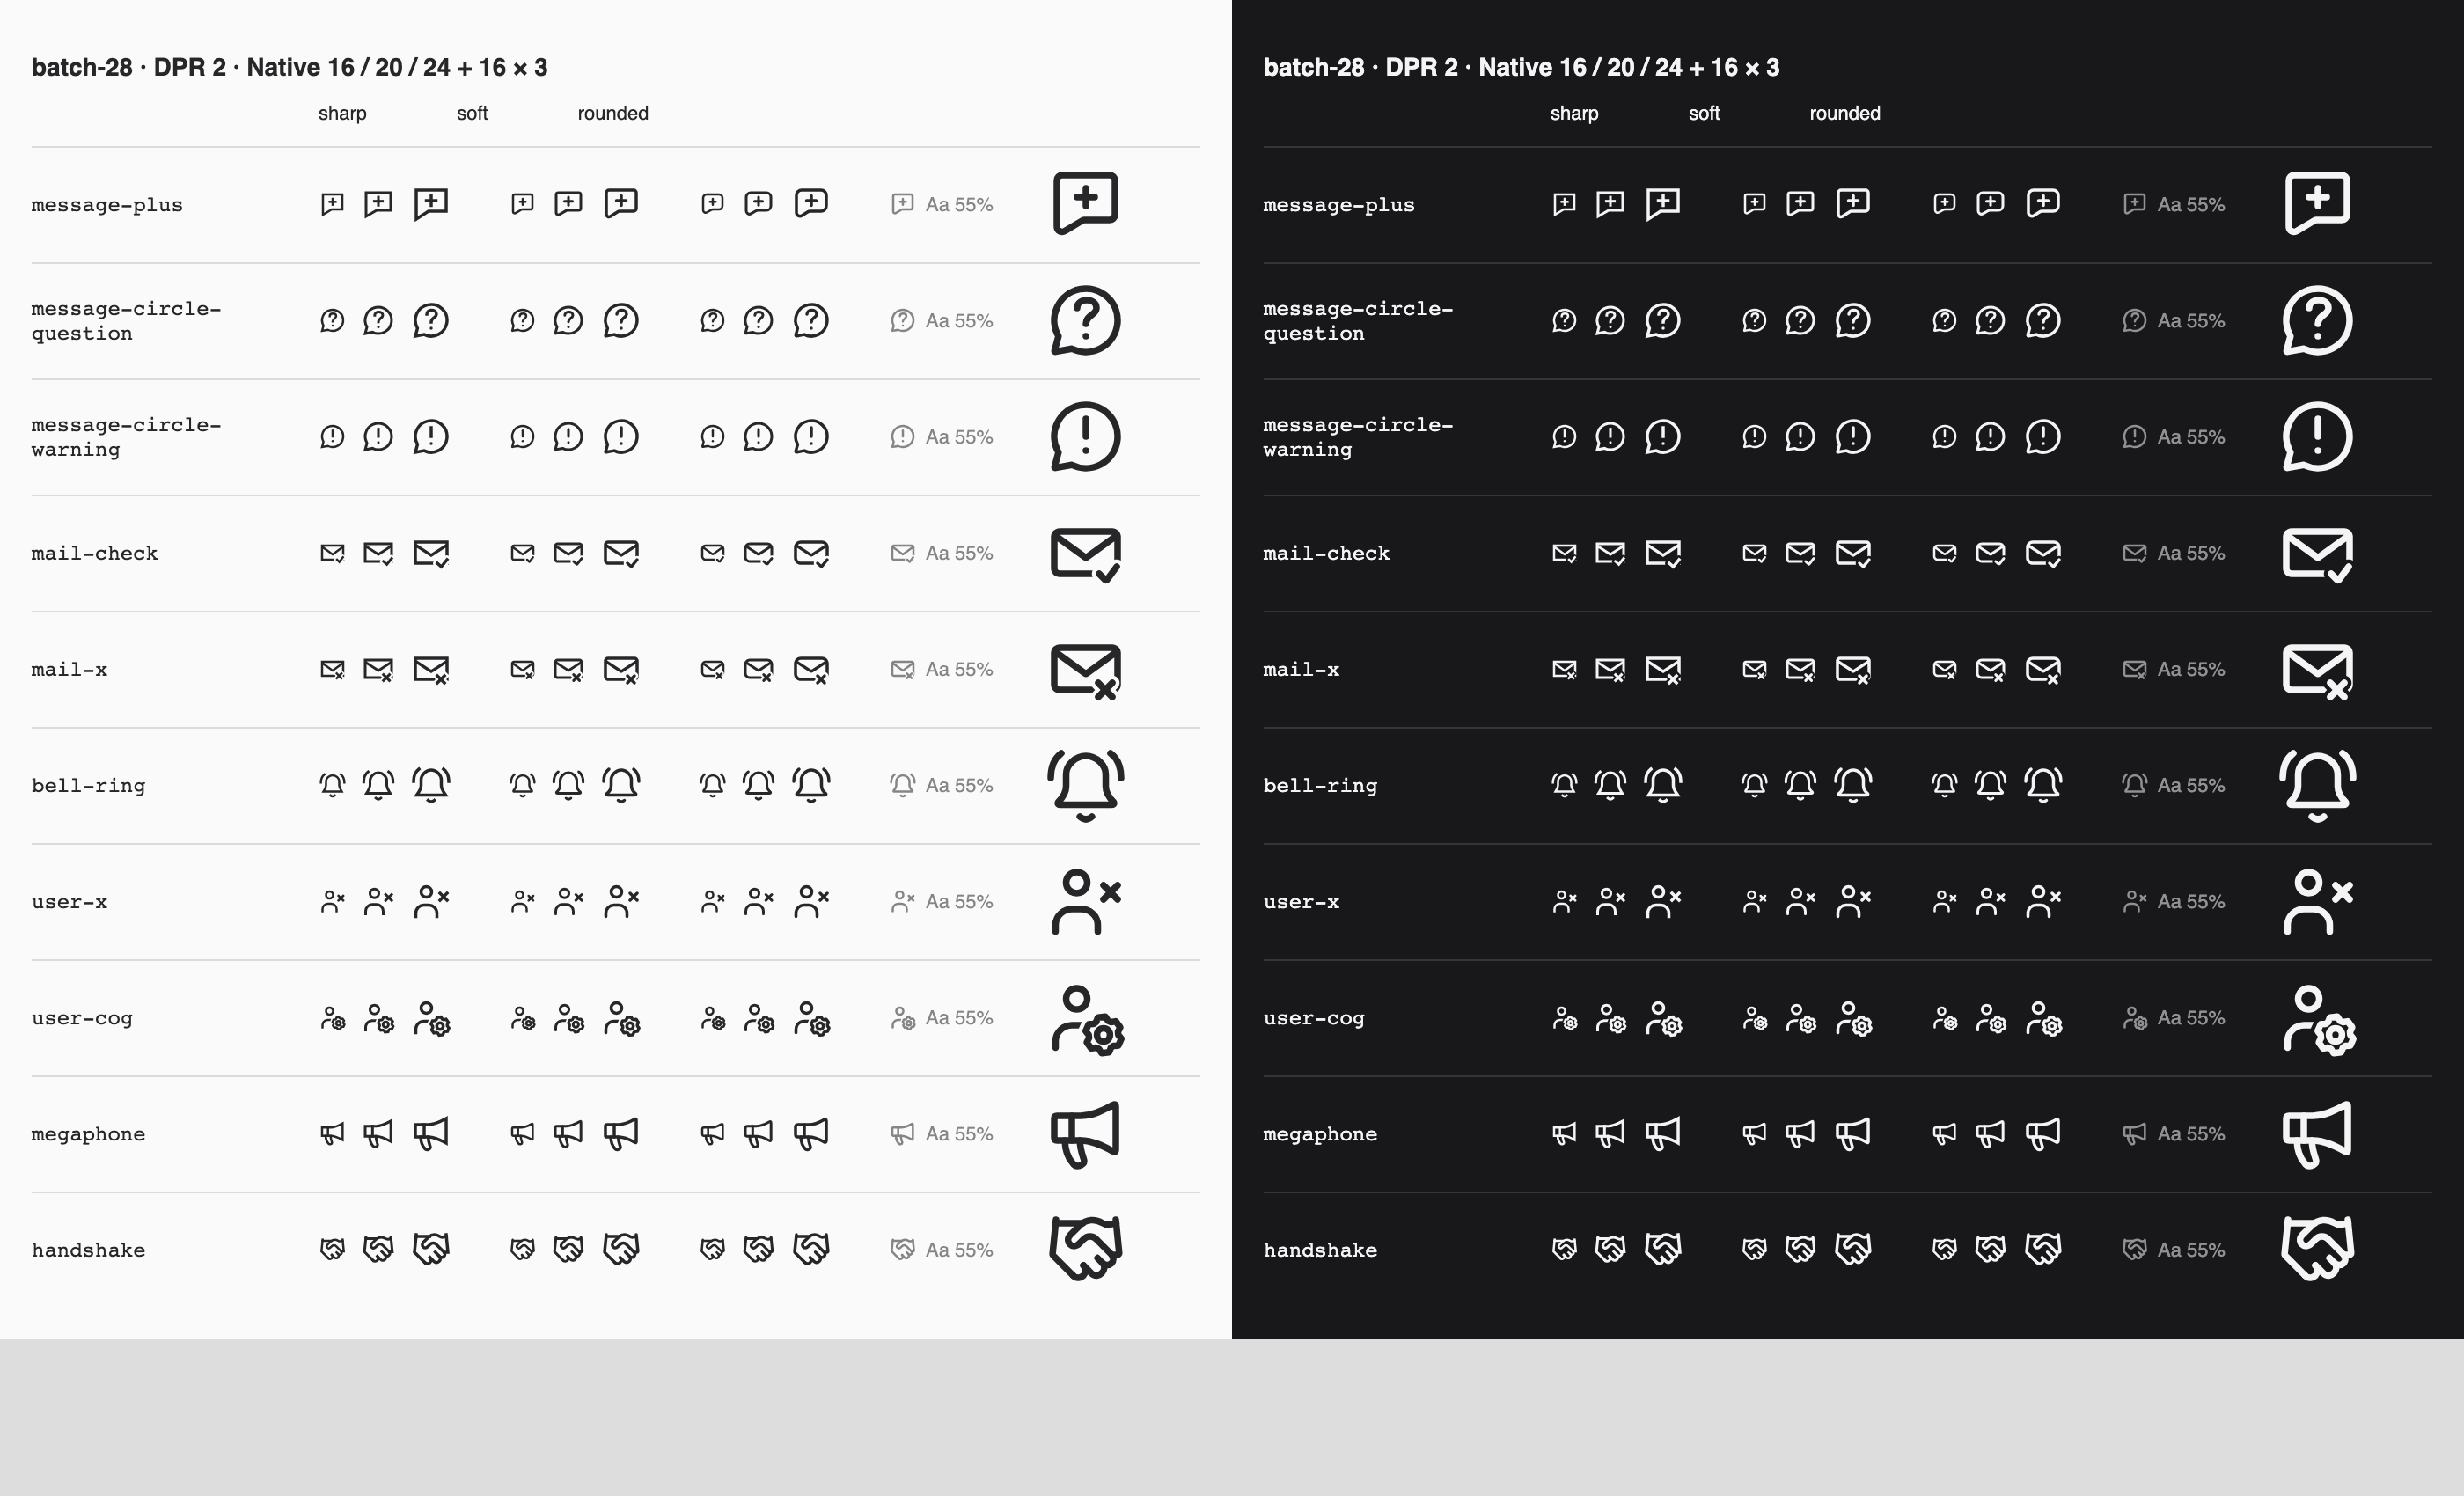 batch-28 · DPR 2 · Native 16 / 20 / 24 + 16 × 3
sharp soft rounded
message-plus Aa 55%
message-circle-
question Aa 55%
message-circle-
warning Aa 55%
mail-check Aa 55%
mail-x Aa 55%
bell-ring Aa 55%
user-x Aa 55%
user-cog Aa 55%
megaphone Aa 55%
handshake Aa 55%
batch-28 · DPR 2 · Native 16 / 20 / 24 + 16 × 3
sharp soft rounded
message-plus Aa 55%
message-circle-
question Aa 55%
message-circle-
warning Aa 55%
mail-check Aa 55%
mail-x Aa 55%
bell-ring Aa 55%
user-x Aa 55%
user-cog Aa 55%
megaphone Aa 55%
handshake Aa 55%